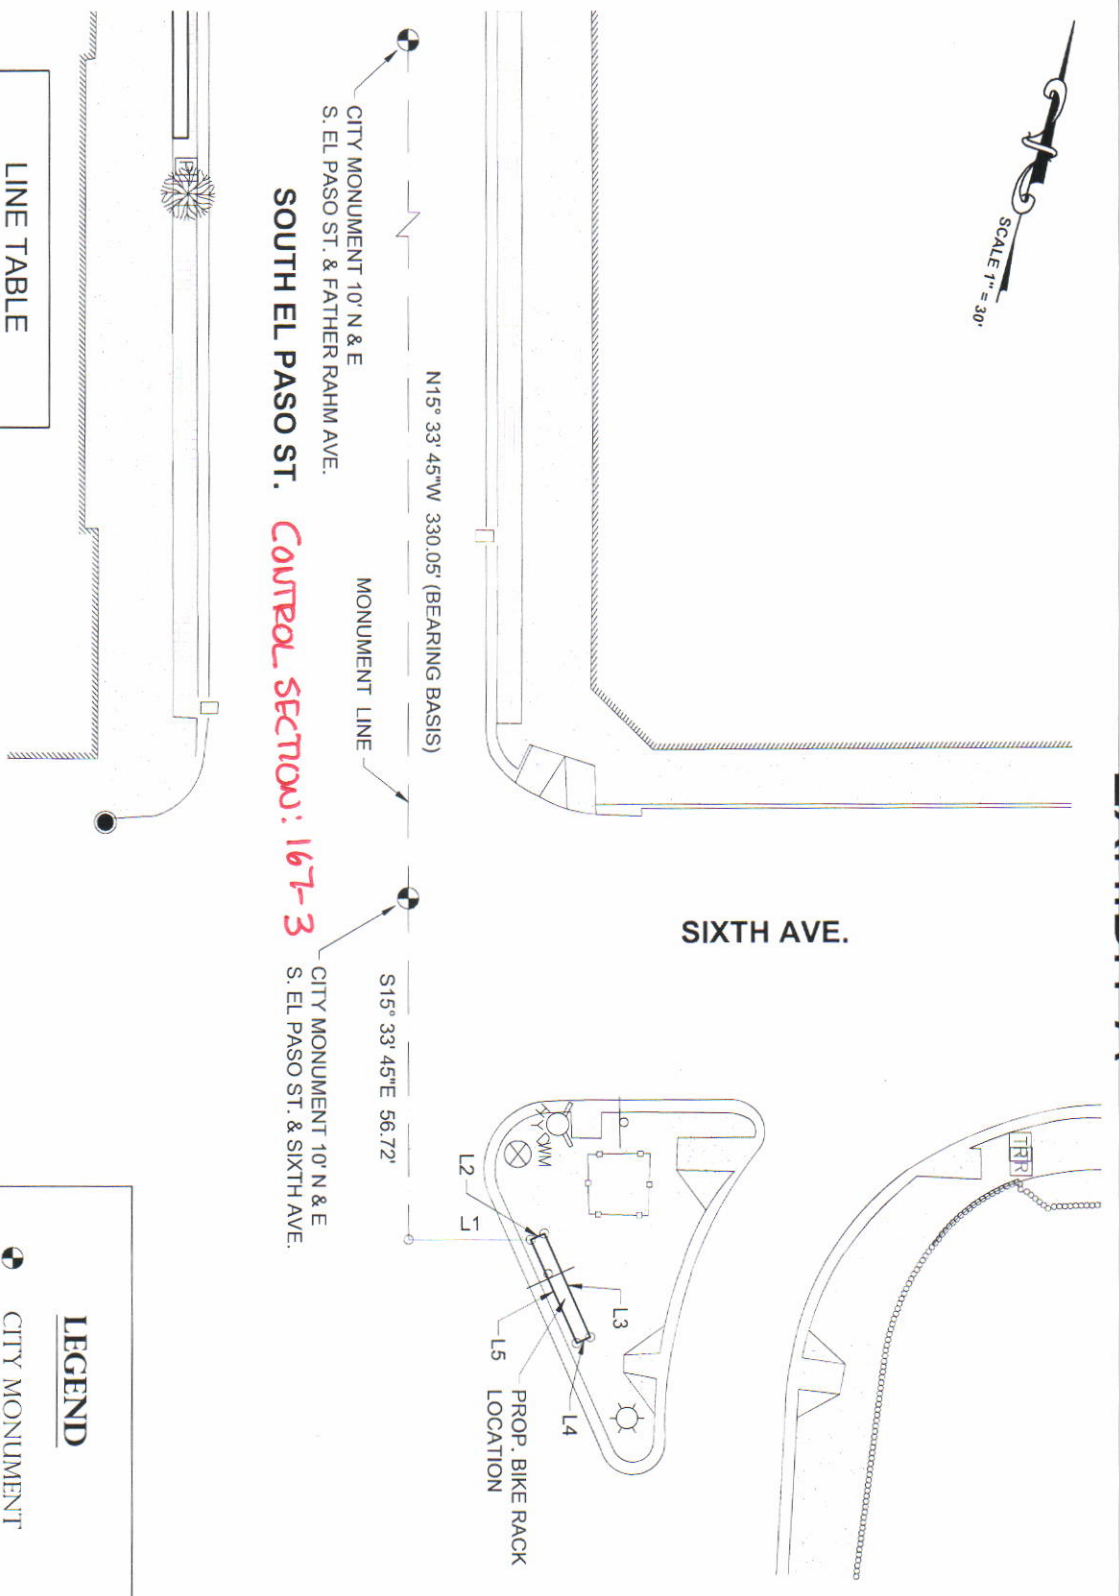 SCALE 1" = 30'
CITY MONUMENT 10' N & E
S. EL PASO ST. & FATHER RAHM AVE.
N15° 33' 45"W 330.05' (BEARING BASIS)
SOUTH EL PASO ST.
CONTROL SECTION: 167-3
MONUMENT LINE
CITY MONUMENT 10' N & E
S. EL PASO ST. & SIXTH AVE.
S15° 33' 45"E 56.72'
SIXTH AVE.
WM
TRR
L2
L1
L3
L5
L4
PROP. BIKE RACK
LOCATION
LINE TABLE
LEGEND
CITY MONUMENT